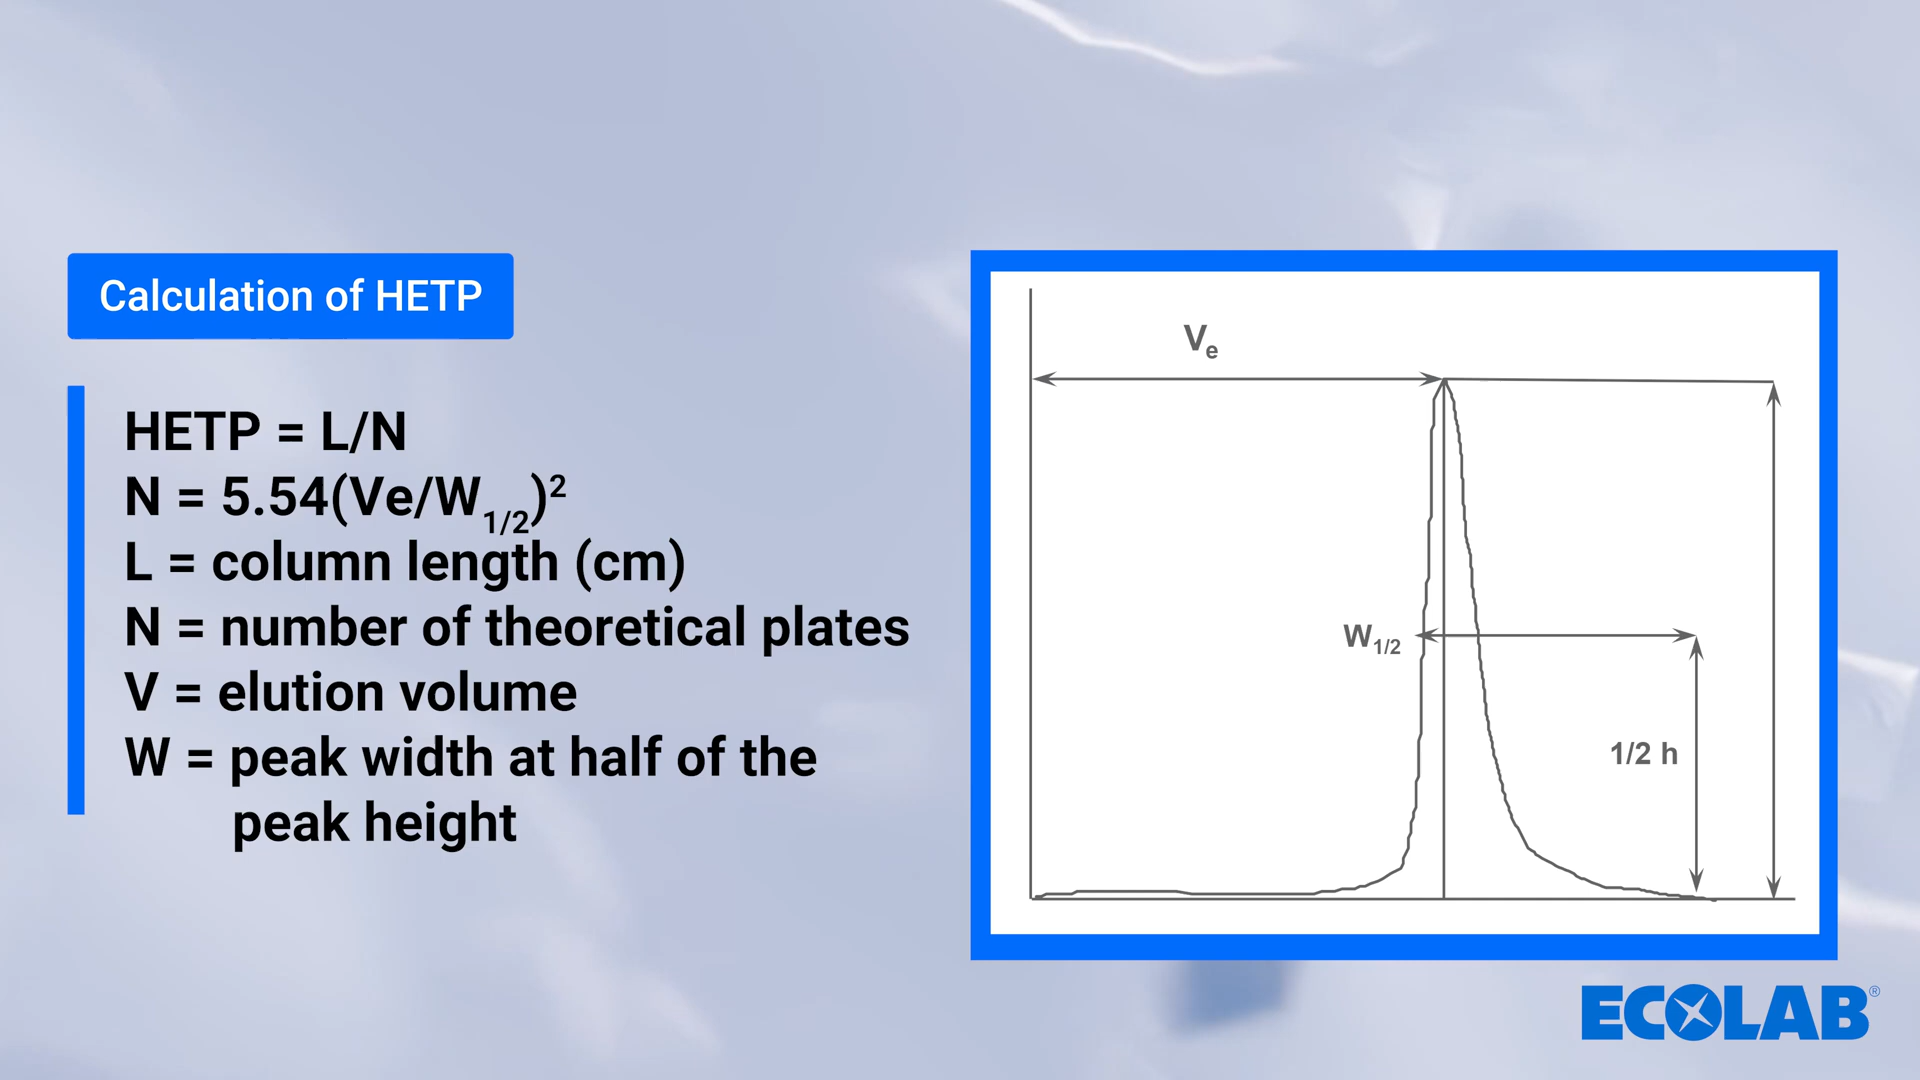 Calculation of HETP
HETP = L/N
N = 5.54(Ve/W₁/₂)²
L = column length (cm)
N = number of theoretical plates
V = elution volume
W = peak width at half of the
peak height
Vₑ
W₁/₂
1/2 h
ECOLAB®